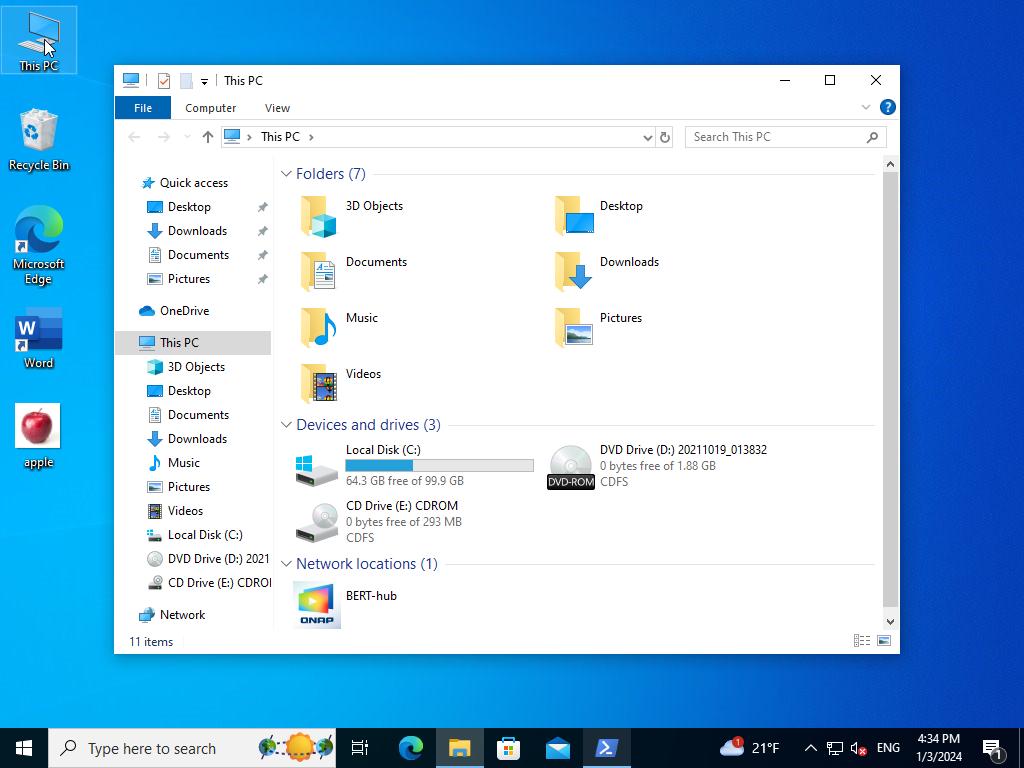 This PC
Recycle Bin
Microsoft
Edge
W
Word
apple
This PC
File
Computer
View
?
This PC
Search This PC
Quick access
Desktop
Downloads
Documents
Pictures
OneDrive
This PC
3D Objects
Desktop
Documents
Downloads
Music
Pictures
Videos
Local Disk (C:)
DVD Drive (D:) 2021
CD Drive (E:) CDRO
Network
Folders (7)
3D Objects
Desktop
Documents
Downloads
Music
Pictures
Videos
Devices and drives (3)
Local Disk (C:)
64.3 GB free of 99.9 GB
DVD-ROM
DVD Drive (D:) 20211019_013832
0 bytes free of 1.88 GB
CDFS
CD Drive (E:) CDROM
0 bytes free of 293 MB
CDFS
Network locations (1)
QNAP
BERT-hub
11 items
Type here to search
1
21°F
ENG
4:34 PM
1/3/2024
1